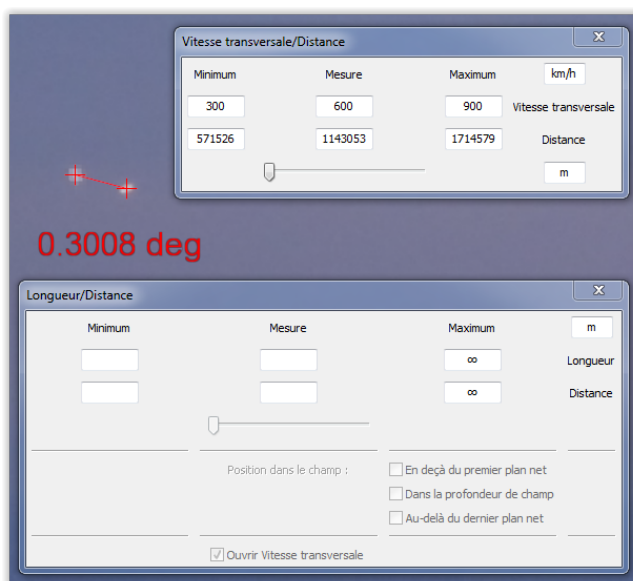 Vitesse transversale/Distance
Minimum Mesure Maximum km/h
300 600 900 Vitesse transversale
571526 1143053 1714579 Distance
m
0.3008 deg
Longueur/Distance
Minimum Mesure Maximum m
∞ Longueur
∞ Distance
Position dans le champ : En deçà du premier plan net
Dans la profondeur de champ
Au-delà du dernier plan net
Ouvrir Vitesse transversale